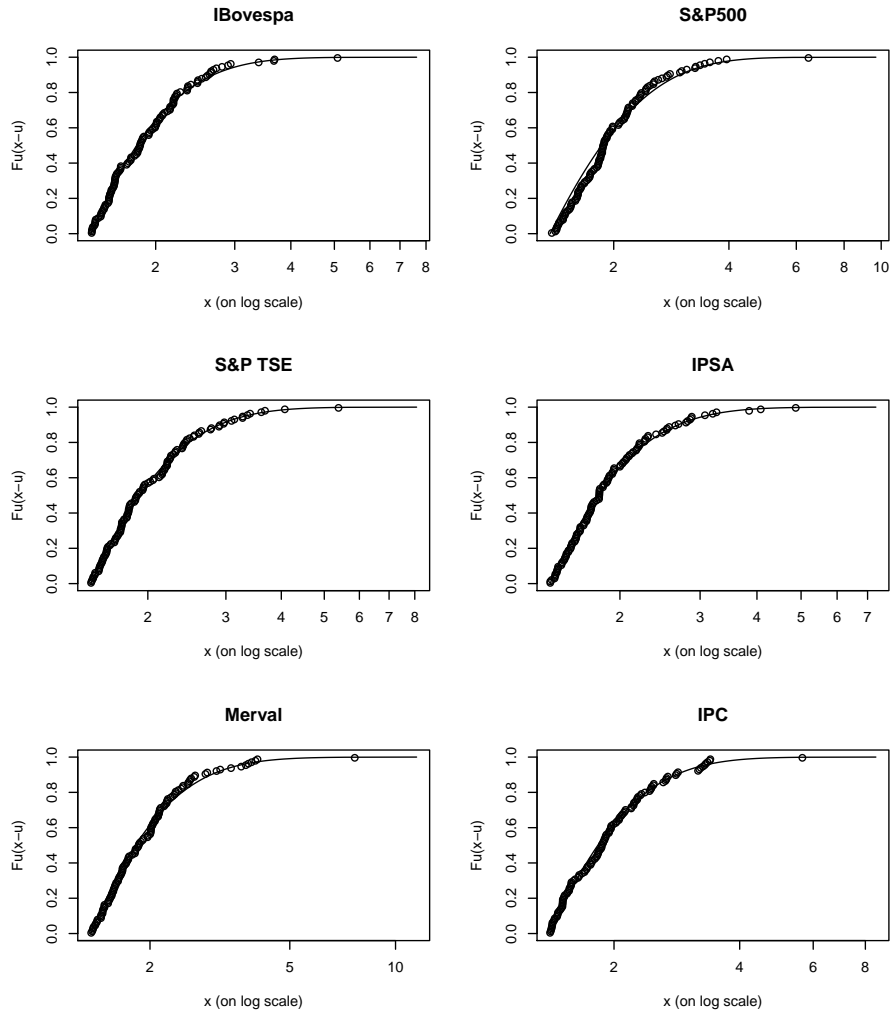 IBovespa
Fu(x−u)
0.0 0.2 0.4 0.6 0.8 1.0
2 3 4 5 6 7 8
x (on log scale)
S&P500
Fu(x−u)
0.0 0.2 0.4 0.6 0.8 1.0
2 4 6 8 10
x (on log scale)
S&P TSE
Fu(x−u)
0.0 0.2 0.4 0.6 0.8 1.0
2 3 4 5 6 7 8
x (on log scale)
IPSA
Fu(x−u)
0.0 0.2 0.4 0.6 0.8 1.0
2 3 4 5 6 7
x (on log scale)
Merval
Fu(x−u)
0.0 0.2 0.4 0.6 0.8 1.0
2 5 10
x (on log scale)
IPC
Fu(x−u)
0.0 0.2 0.4 0.6 0.8 1.0
2 4 6 8
x (on log scale)